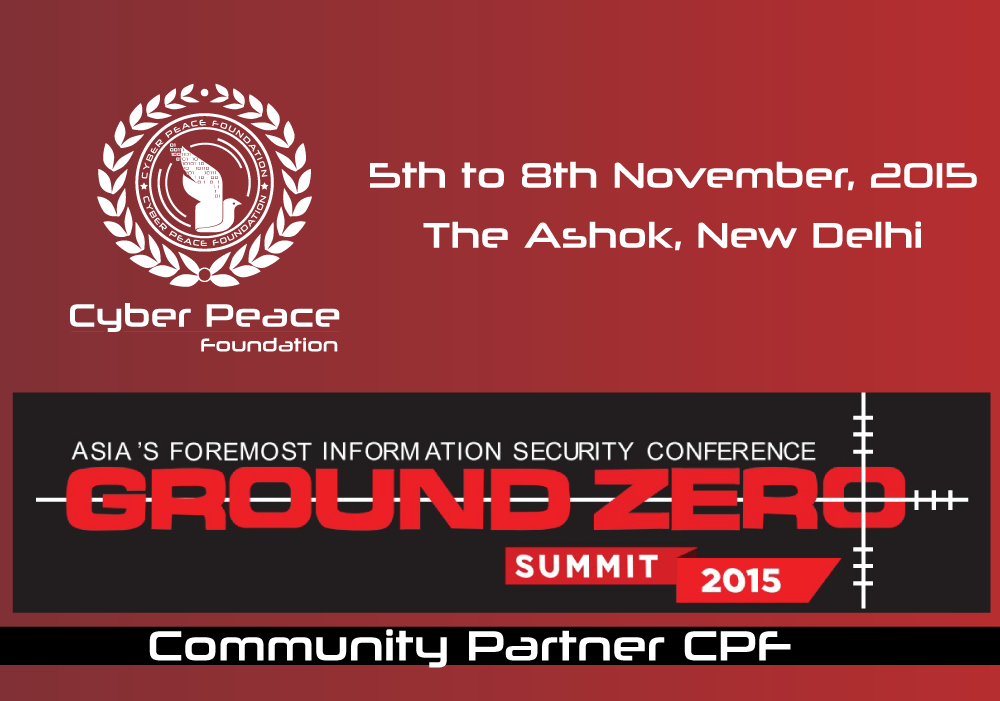 CYBER PEACE FOUNDATION
CYBER PEACE FOUNDATION
Cyber Peace
Foundation
5th to 8th November, 2015
The Ashok, New Delhi
ASIA'S FOREMOST INFORMATION SECURITY CONFERENCE
GROUND ZERO
SUMMIT
2015
Community Partner CPF